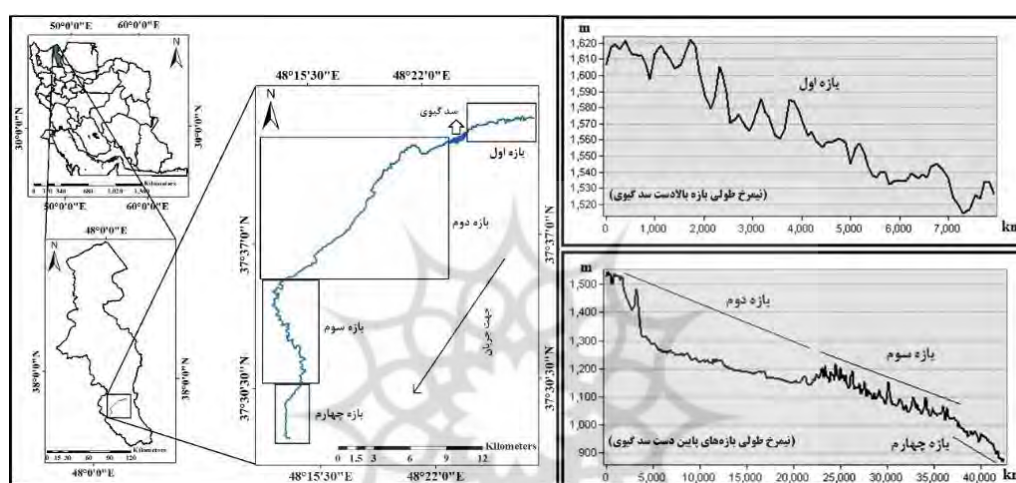 50°0'0"E 60°0'0"E
N
30°0'0"N
30°0'0"N
Kilometers
50°0'0"E 60°0'0"E
48°0'0"E
N
38°0'0"N
38°0'0"N
Kilometers
0 15 30 60 90 120
48°0'0"E
48°15'30"E 48°22'0"E
N
سد گیوی
بازه اول
بازه دوم
37°37'0"N
37°37'0"N
جهت جریان
بازه سوم
37°30'30"N
37°30'30"N
بازه چهارم
Kilometers
0 1.5 3 6 9 12
48°15'30"E 48°22'0"E
m
1,620
1,610
1,600
1,590
1,580
1,570
1,560
1,550
1,540
1,530
1,520
بازه اول
(نیمرخ طولی بازه بالادست سد گیوی)
0 1,000 2,000 3,000 4,000 5,000 6,000 7,000 km
m
1,500
1,400
1,300
1,200
1,100
1,000
900
بازه دوم
بازه سوم
بازه چهارم
(نیمرخ طولی بازه‌های پایین دست سد گیوی)
0 5,000 10,000 15,000 20,000 25,000 30,000 35,000 40,000 km